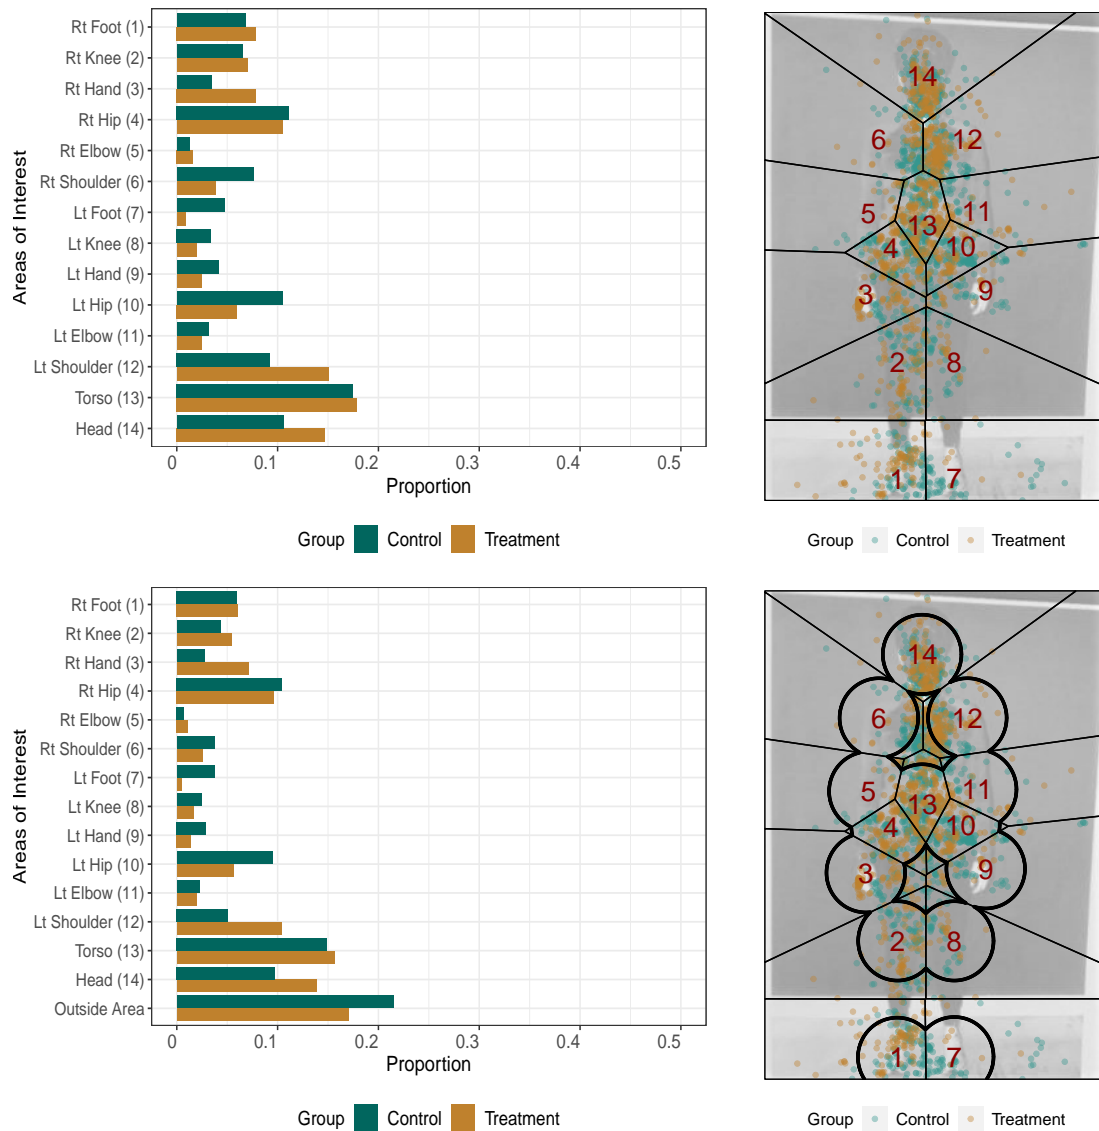 Areas of Interest
Rt Foot (1)
Rt Knee (2)
Rt Hand (3)
Rt Hip (4)
Rt Elbow (5)
Rt Shoulder (6)
Lt Foot (7)
Lt Knee (8)
Lt Hand (9)
Lt Hip (10)
Lt Elbow (11)
Lt Shoulder (12)
Torso (13)
Head (14)
0 0.1 0.2 0.3 0.4 0.5
Proportion
Group Control Treatment
14
6 12
5 11
13
4 10
3 9
2 8
1 7
Group Control Treatment
Areas of Interest
Rt Foot (1)
Rt Knee (2)
Rt Hand (3)
Rt Hip (4)
Rt Elbow (5)
Rt Shoulder (6)
Lt Foot (7)
Lt Knee (8)
Lt Hand (9)
Lt Hip (10)
Lt Elbow (11)
Lt Shoulder (12)
Torso (13)
Head (14)
Outside Area
0 0.1 0.2 0.3 0.4 0.5
Proportion
Group Control Treatment
14
6 12
5 11
13
4 10
3 9
2 8
1 7
Group Control Treatment